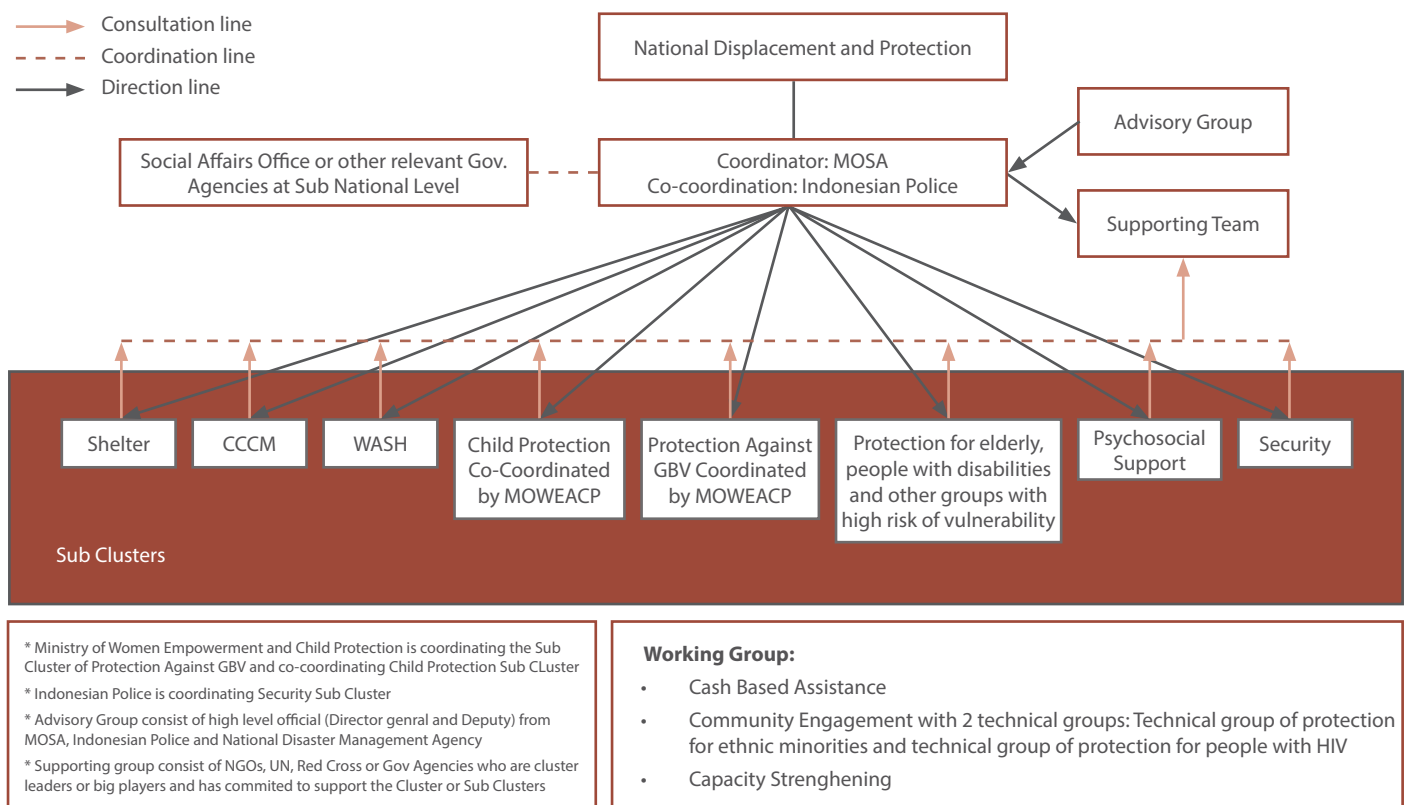 Consultation line
Coordination line
Direction line
National Displacement and Protection
Advisory Group
Social Affairs Office or other relevant Gov.
Agencies at Sub National Level
Coordinator: MOSA
Co-coordination: Indonesian Police
Supporting Team
Shelter
CCCM
WASH
Child Protection
Co-Coordinated
by MOWEACP
Protection Against
GBV Coordinated
by MOWEACP
Protection for elderly,
people with disabilities
and other groups with
high risk of vulnerability
Psychosocial
Support
Security
Sub Clusters
* Ministry of Women Empowerment and Child Protection is coordinating the Sub
Cluster of Protection Against GBV and co-coordinating Child Protection Sub CLuster
* Indonesian Police is coordinating Security Sub Cluster
* Advisory Group consist of high level official (Director genral and Deputy) from
MOSA, Indonesian Police and National Disaster Management Agency
* Supporting group consist of NGOs, UN, Red Cross or Gov Agencies who are cluster
leaders or big players and has commited to support the Cluster or Sub Clusters
Working Group:
• Cash Based Assistance
• Community Engagement with 2 technical groups: Technical group of protection
for ethnic minorities and technical group of protection for people with HIV
• Capacity Strenghening